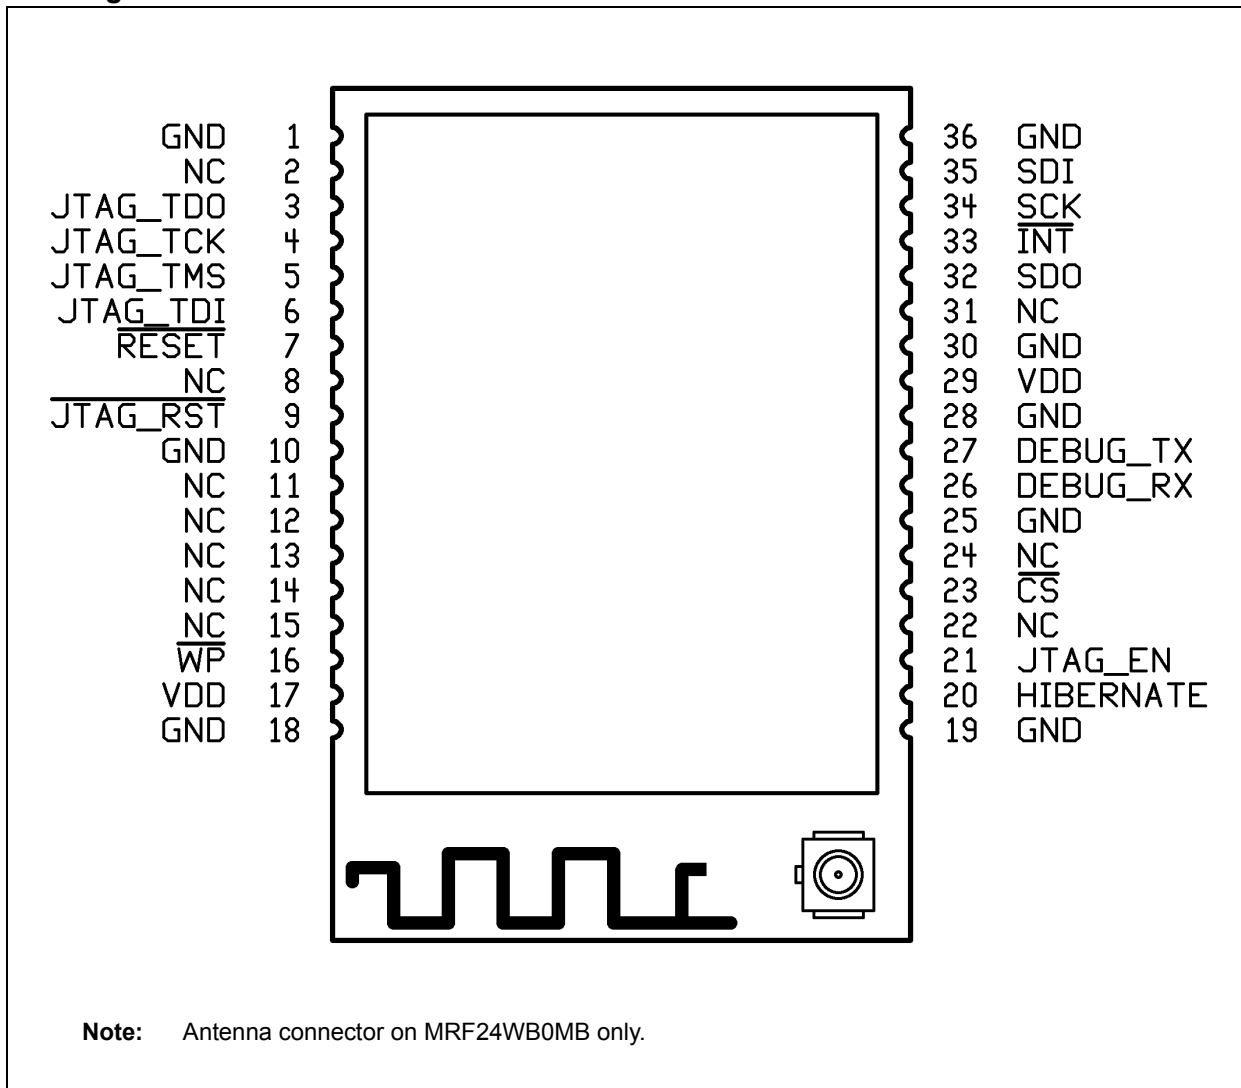 GND 1 36 GND
NC 2 35 SDI
JTAG_TDO 3 34 SCK
JTAG_TCK 4 33 INT
JTAG_TMS 5 32 SDO
JTAG_TDI 6 31 NC
RESET 7 30 GND
NC 8 29 VDD
JTAG_RST 9 28 GND
GND 10 27 DEBUG_TX
NC 11 26 DEBUG_RX
NC 12 25 GND
NC 13 24 NC
NC 14 23 CS
NC 15 22 NC
WP 16 21 JTAG_EN
VDD 17 20 HIBERNATE
GND 18 19 GND
Note: Antenna connector on MRF24WB0MB only.